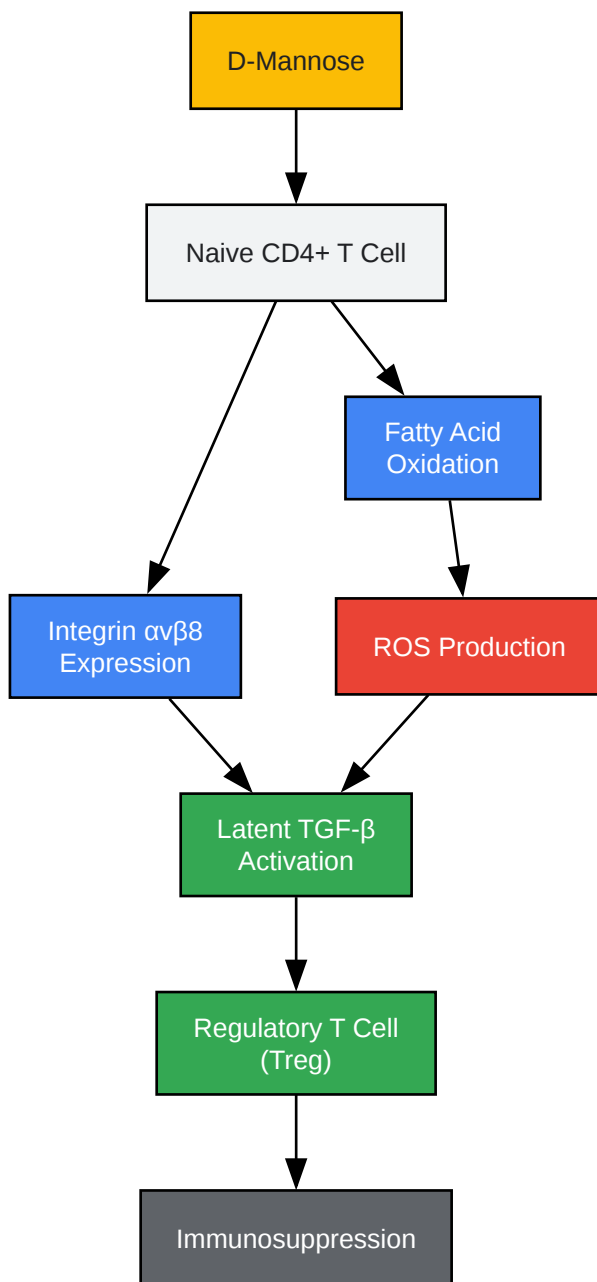 D-Mannose
Naive CD4+ T Cell
Fatty Acid
Oxidation
Integrin αvβ8
Expression
ROS Production
Latent TGF-β
Activation
Regulatory T Cell
(Treg)
Immunosuppression